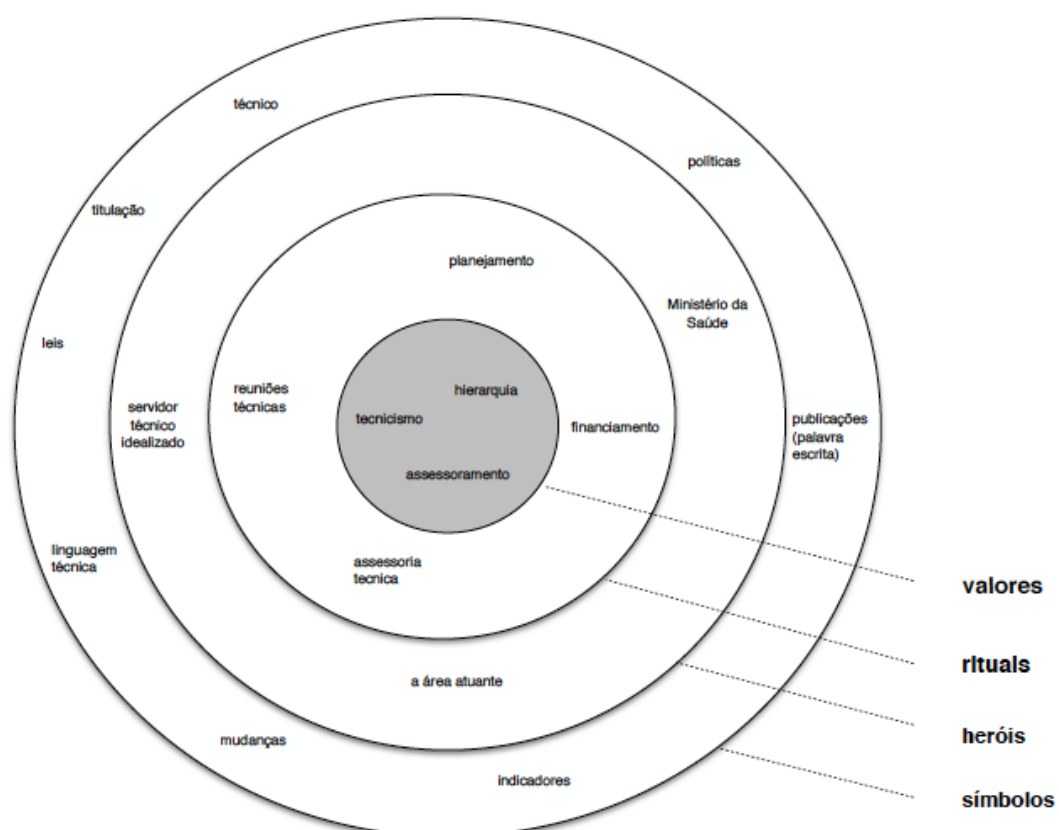 técnico
políticas
titulação
planejamento
Ministério da
Saúde
leis
hierarquia
reuniões
técnicas
servidor
técnico
idealizado
tecnicismo
financiamento
publicações
(palavra
escrita)
assessoramento
linguagem
técnica
assessoria
tecnica
valores
rituais
a área atuante
heróis
mudanças
indicadores
símbolos